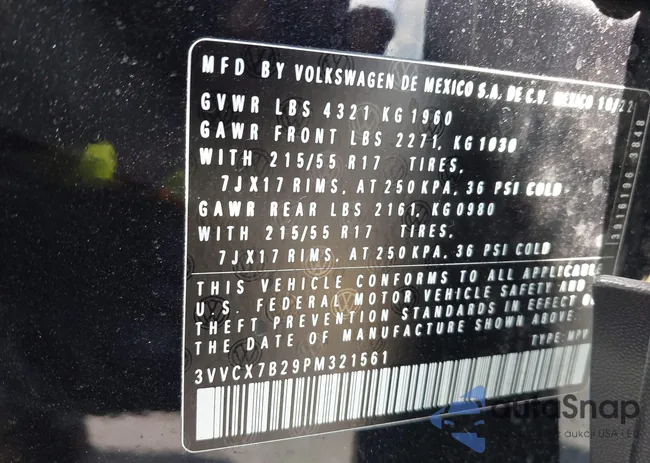 MFD BY VOLKSWAGEN DE MEXICO S.A. DE C.V. MEXICO 10/22
GVWR LBS 4321 KG 1960
GAWR FRONT LBS 2271, KG 1030
WITH 215/55 R17 TIRES,
7JX17 RIMS, AT 250 KPA, 36 PSI COLD
GAWR REAR LBS 2161, KG 0980
WITH 215/55 R17 TIRES,
7JX17 RIMS, AT 250 KPA, 36 PSI COLD
THIS VEHICLE CONFORMS TO ALL APPLICABLE
U.S. FEDERAL MOTOR VEHICLE SAFETY AND
THEFT PREVENTION STANDARDS IN EFFECT
THE DATE OF MANUFACTURE SHOWN ABOVE
TYPE: MPV
3VVCX7B29PM321561
autoSnap
aukcji USA